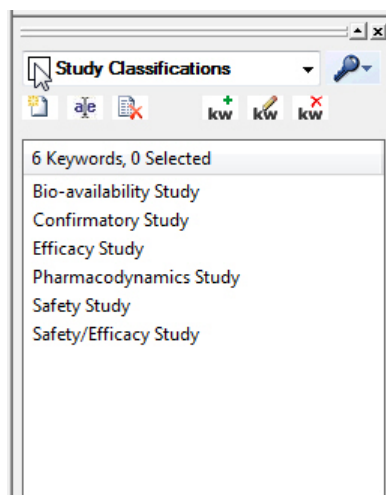 Study Classifications
a|e
kw kw kw
6 Keywords, 0 Selected
Bio-availability Study
Confirmatory Study
Efficacy Study
Pharmacodynamics Study
Safety Study
Safety/Efficacy Study